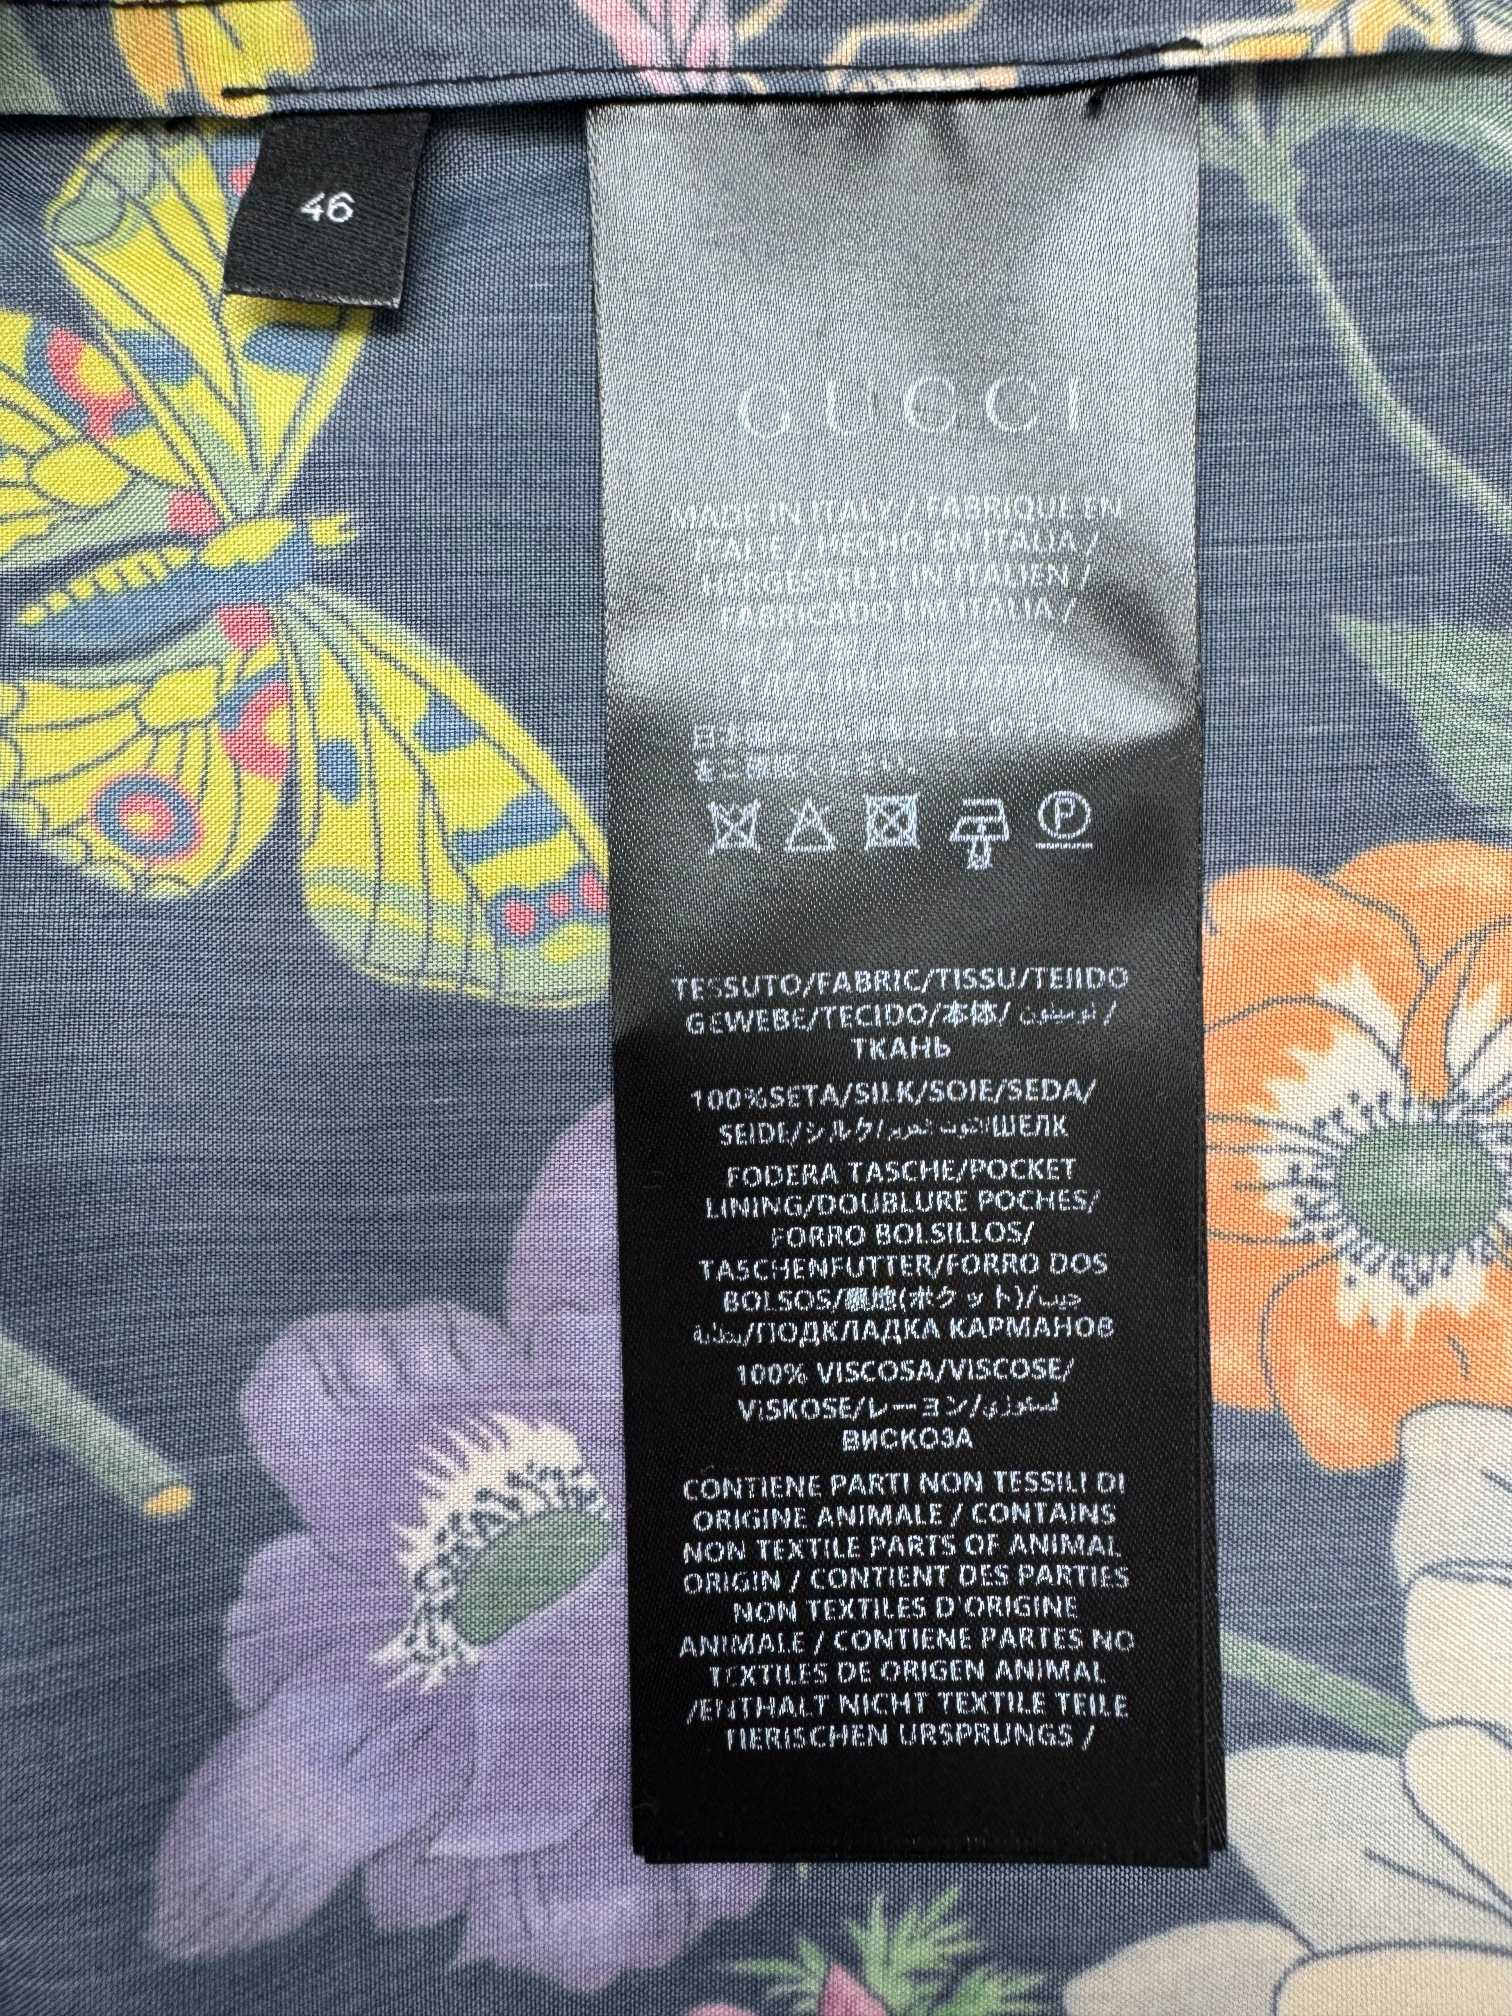 46
GUCCI
MADE IN ITALY / FABRIQUÉ EN
ITALIE / HECHO EN ITALIA /
HERGESTELLT IN ITALIEN /
FABRICADO EM ITALIA /
P
TESSUTO/FABRIC/TISSU/TEJIDO
GEWEBE/TECIDO/本体/
ТКАНЬ
100%SETA/SILK/SOIE/SEDA/
SEIDE/シルク/ШЕЛК
FODERA TASCHE/POCKET
LINING/DOUBLURE POCHES/
FORRO BOLSILLOS/
TASCHENFUTTER/FORRO DOS
BOLSOS/裏地(ポケット)/جيب
بطانة/ПОДКЛАДКА КАРМАНОВ
100% VISCOSA/VISCOSE/
VISKOSE/レーヨン/
ВИСКОЗА
CONTIENE PARTI NON TESSILI DI
ORIGINE ANIMALE / CONTAINS
NON TEXTILE PARTS OF ANIMAL
ORIGIN / CONTIENT DES PARTIES
NON TEXTILES D'ORIGINE
ANIMALE / CONTIENE PARTES NO
TEXTILES DE ORIGEN ANIMAL
/ENTHALT NICHT TEXTILE TEILE
TIERISCHEN URSPRUNGS /